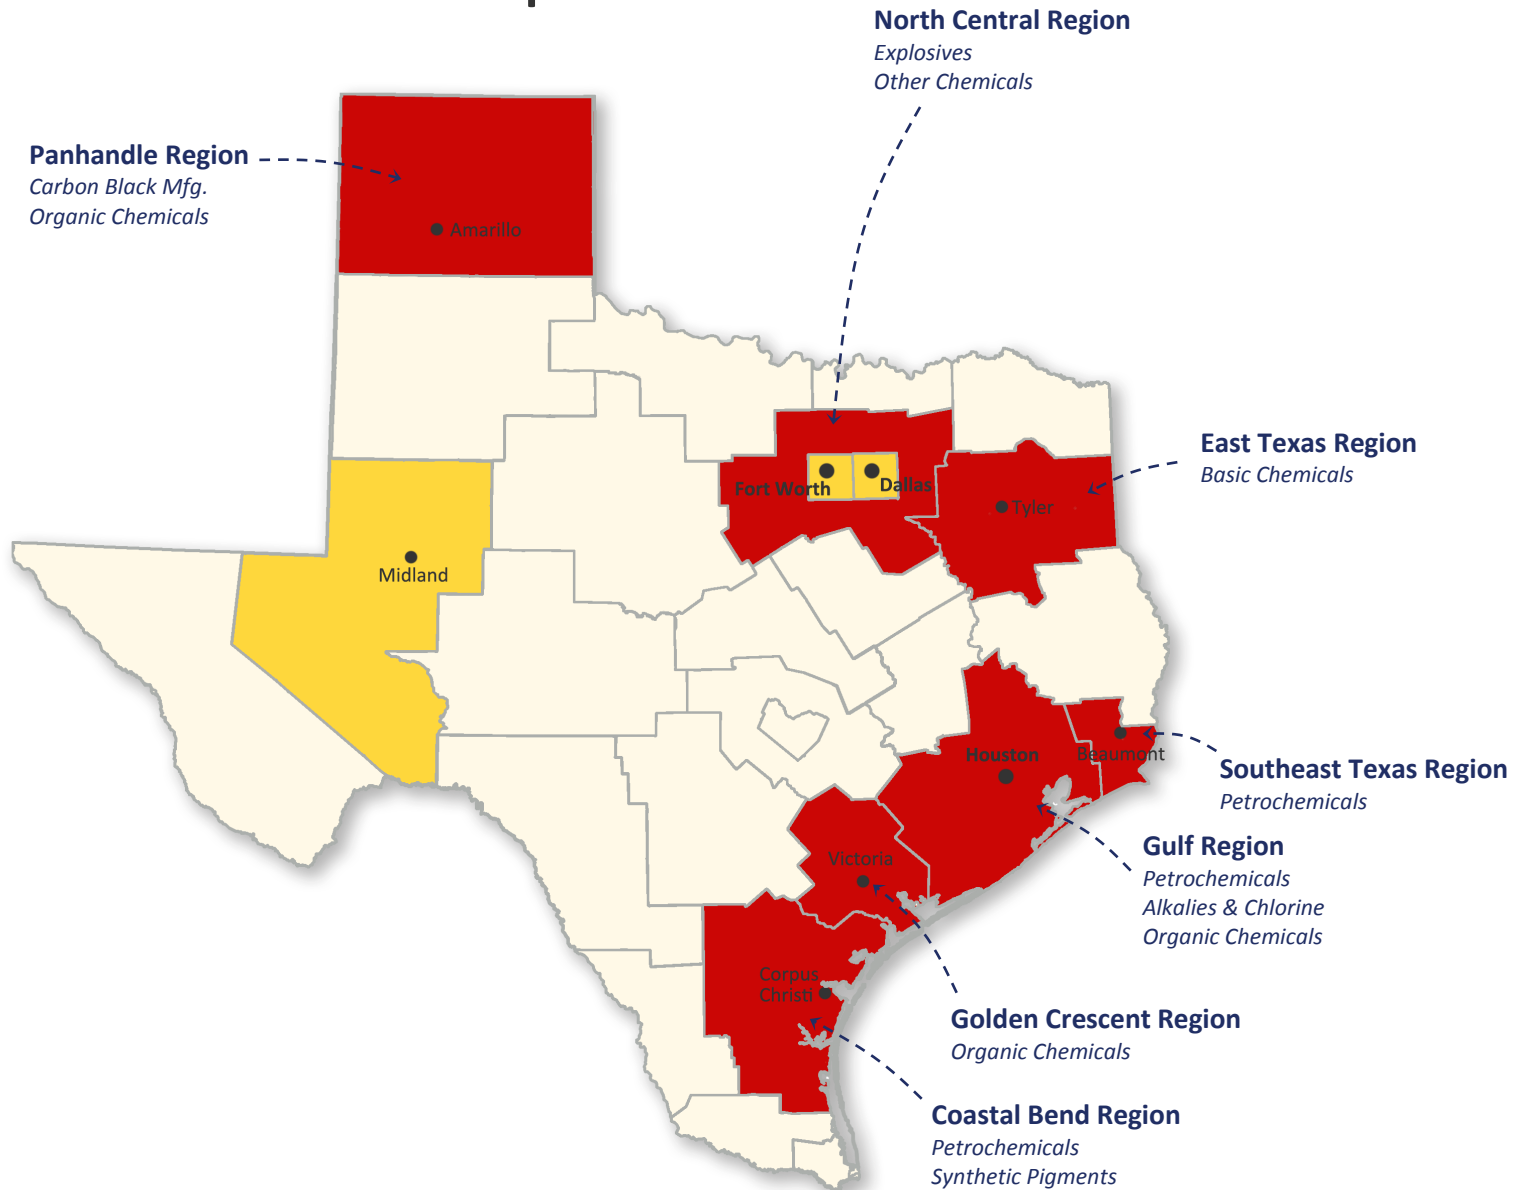 North Central Region
Explosives
Other Chemicals
Panhandle Region
Carbon Black Mfg.
Organic Chemicals
Amarillo
East Texas Region
Basic Chemicals
Fort Worth
Dallas
Tyler
Midland
Houston
Beaumont
Southeast Texas Region
Petrochemicals
Gulf Region
Petrochemicals
Alkalies & Chlorine
Organic Chemicals
Victoria
Corpus
Christi
Golden Crescent Region
Organic Chemicals
Coastal Bend Region
Petrochemicals
Synthetic Pigments